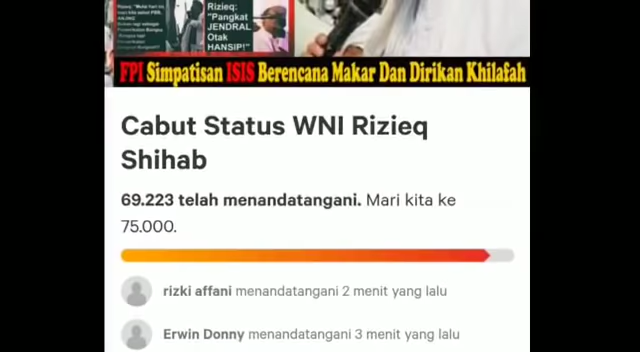 Rizieq:
"Pangkat
JENDRAL
Otak
HANSIP!"
FPI Simpatisan ISIS Berencana Makar Dan Dirikan Khilafah
Cabut Status WNI Rizieq
Shihab
69.223 telah menandatangani. Mari kita ke
75.000.
rizki affani menandatangani 2 menit yang lalu
Erwin Donny menandatangani 3 menit yang lalu